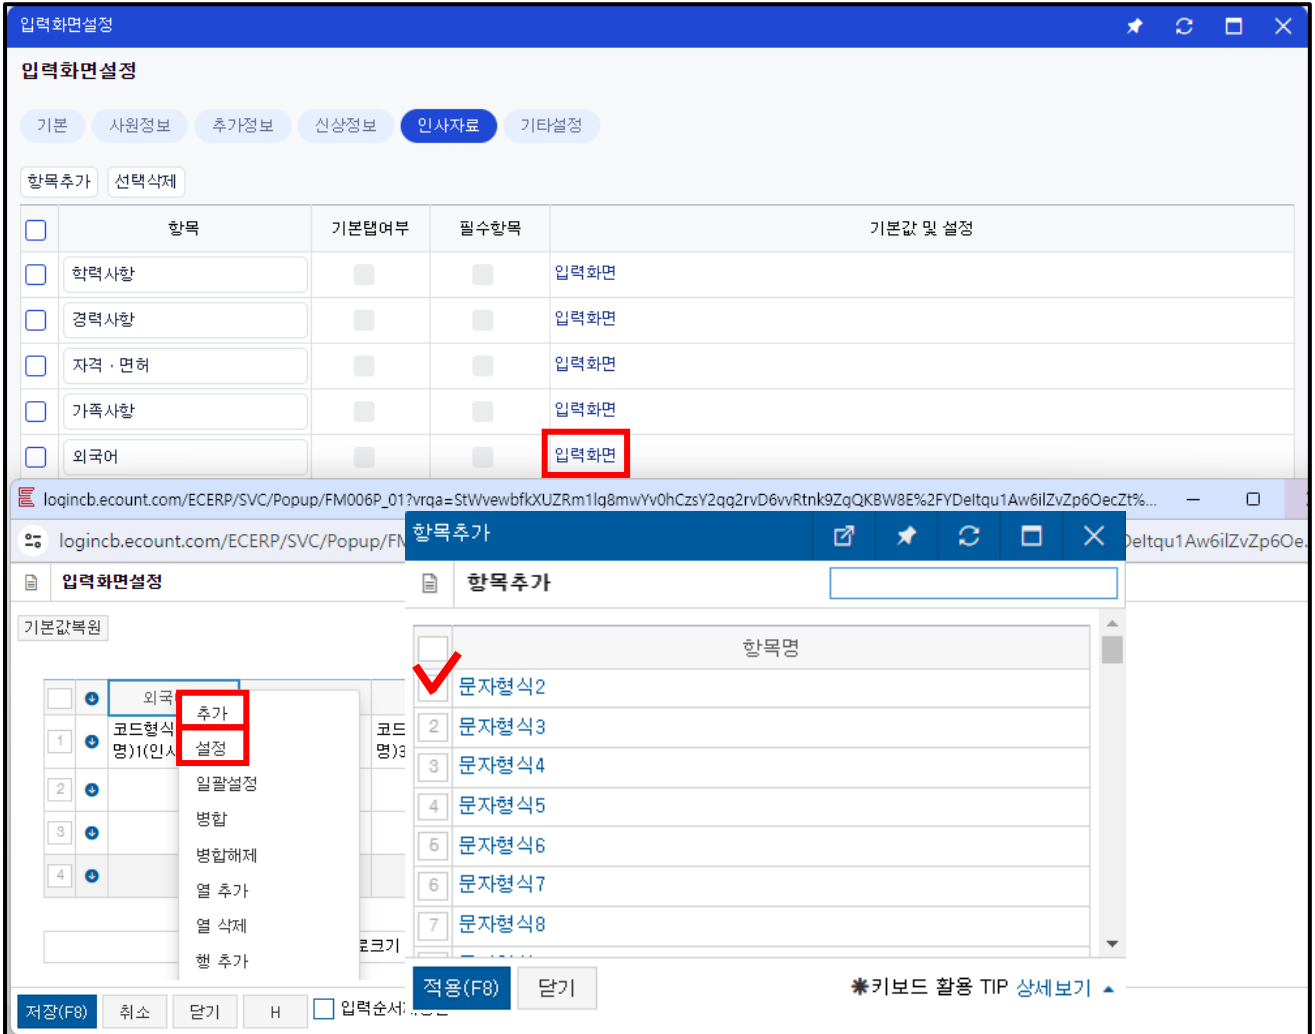 입력화면설정
입력화면설정
기본 사원정보 추가정보 신상정보 인사자료 기타설정
항목추가 선택삭제
항목 기본탭여부 필수항목 기본값 및 설정
학력사항 입력화면
경력사항 입력화면
자격 · 면허 입력화면
가족사항 입력화면
외국어 입력화면
logincb.ecount.com/ECERP/SVC/Popup/FM006P_01?vrqa=StWvewbfkXUZRm1lg8mwYv0hCzsY2qg2rvD6vvRtnk9ZqQKBW8E%2FYDeltqu1Aw6ilZvZp6OecZt%...
logincb.ecount.com/ECERP/SVC/Popup/FM
Deltqu1Aw6ilZvZp6Oe.
입력화면설정
기본값복원
외국
1 코드형식
명)1(인사
코드
명)3
2
3
4
추가
설정
일괄설정
병합
병합해제
열 추가
열 삭제
행 추가
로크기
저장(F8) 취소 닫기 H 입력순서
항목추가
항목추가
항목명
문자형식2
2 문자형식3
3 문자형식4
4 문자형식5
5 문자형식6
6 문자형식7
7 문자형식8
적용(F8) 닫기 ✱키보드 활용 TIP 상세보기 ▲